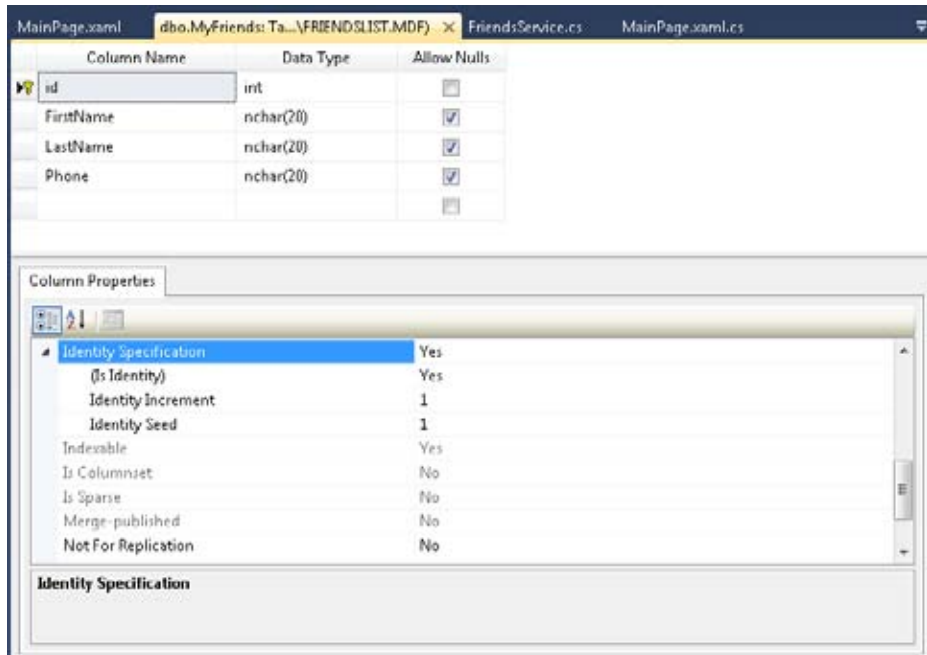 MainPage.xaml dbo.MyFriends: Ta...\FRIENDSLIST.MDF) FriendsService.cs MainPage.xaml.cs
Column Name Data Type Allow Nulls
id int
FirstName nchar(20)
LastName nchar(20)
Phone nchar(20)
Column Properties
Identity Specification Yes
(Is Identity) Yes
Identity Increment 1
Identity Seed 1
Indexable Yes
Is Columnset No
Is Sparse No
Merge-published No
Not For Replication No
Identity Specification